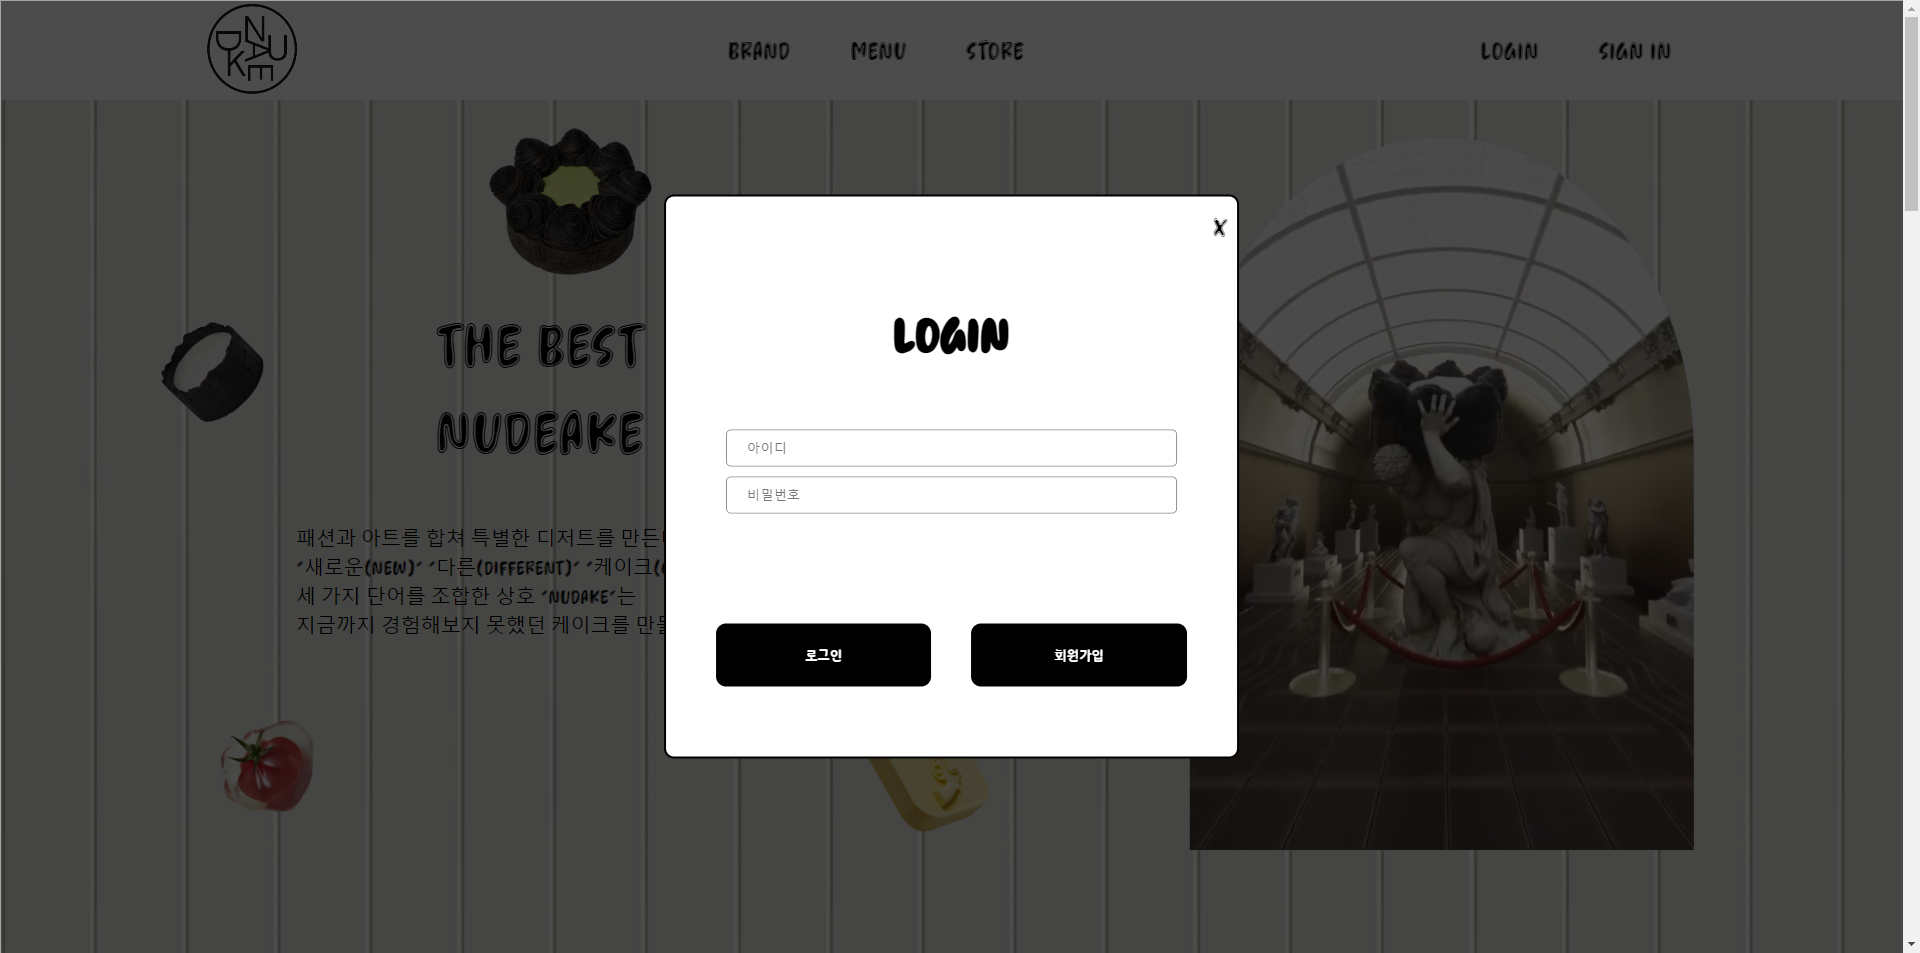 NUDAKE
BRAND MENU STORE
LOGIN SIGN IN
X
LOGIN
THE BEST
NUDEAKE
아이디
비밀번호
패션과 아트를 합쳐 특별한 디저트를 만든
"새로운(NEW)" "다른(DIFFERENT)" "케이크(
세 가지 단어를 조합한 상호 "NUDAKE"는
지금까지 경험해보지 못했던 케이크를 만
로그인 회원가입